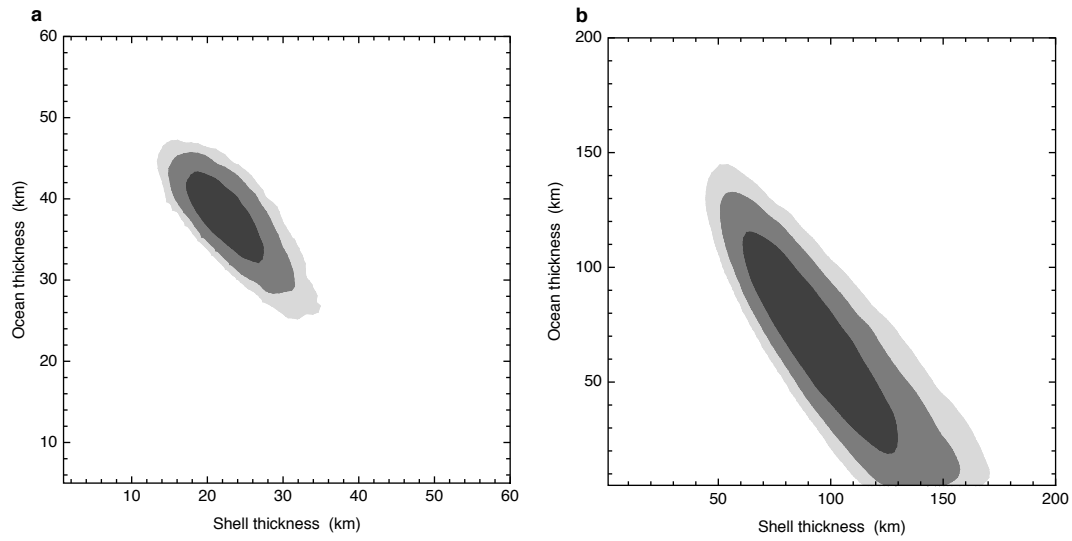 a
60
50
40
30
20
10
Ocean thickness (km)
10 20 30 40 50 60
Shell thickness (km)
b
200
150
100
50
Ocean thickness (km)
50 100 150 200
Shell thickness (km)